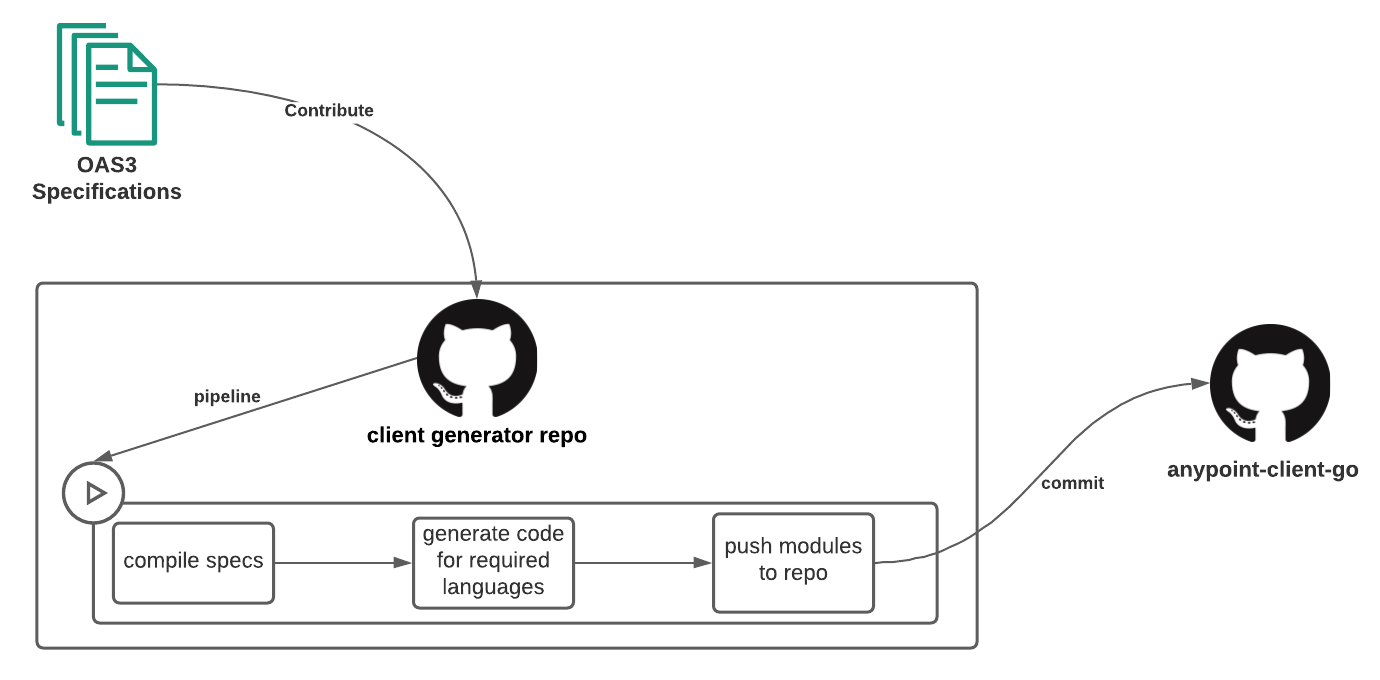 Contribute
OAS3
Specifications
pipeline
client generator repo
anypoint-client-go
commit
compile specs
generate code
for required
languages
push modules
to repo